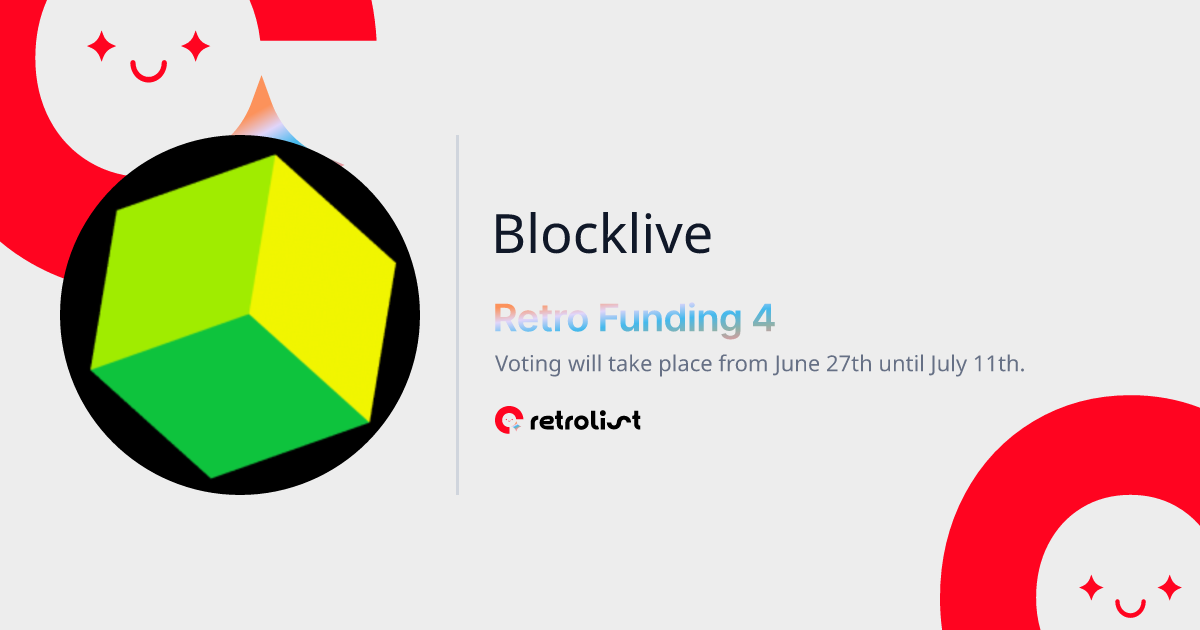 Blocklive
Retro Funding 4
Voting will take place from June 27th until July 11th.
retrolist